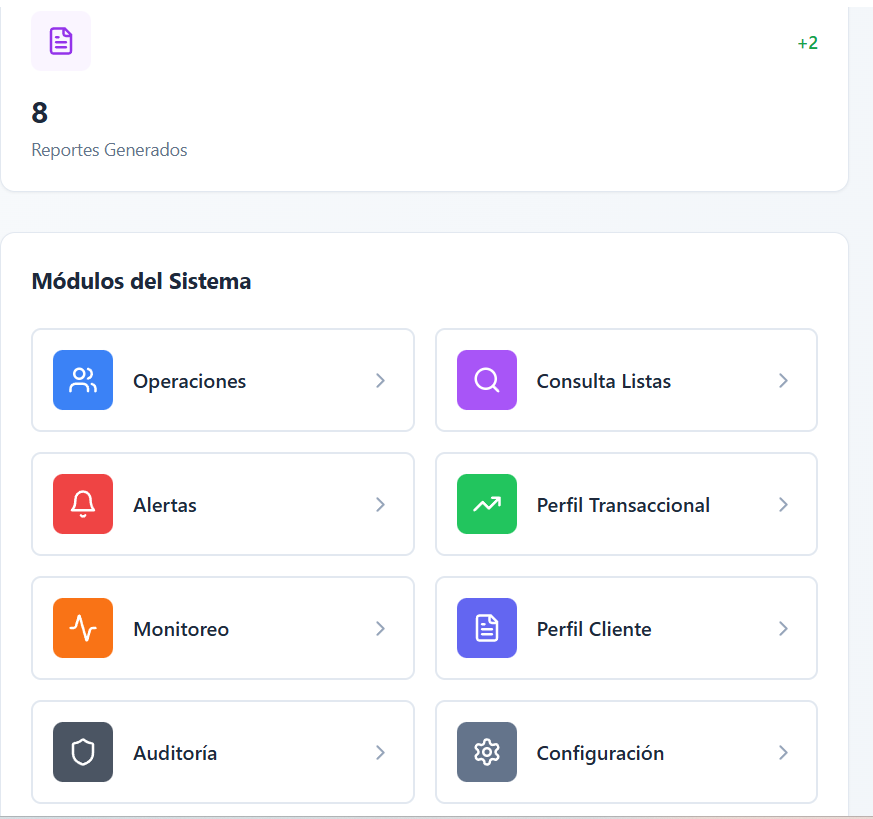 +2
8
Reportes Generados
Módulos del Sistema
Operaciones
Consulta Listas
Alertas
Perfil Transaccional
Monitoreo
Perfil Cliente
Auditoría
Configuración